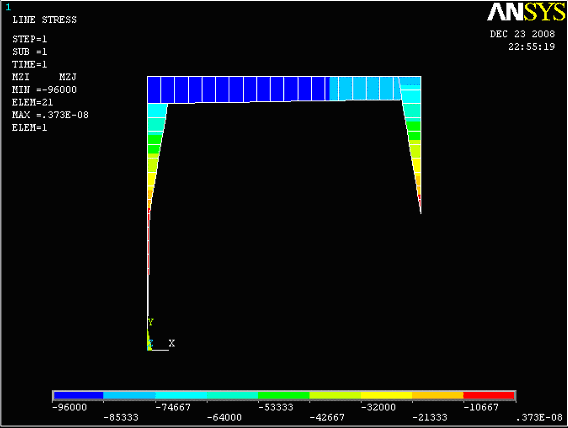 1
ANSYS
LINE STRESS
STEP=1
SUB =1
TIME=1
MZI MZJ
MIN =-96000
ELEM=21
MAX =.373E-08
ELEM=1
DEC 23 2008
22:55:19
Y
X
-96000 -74667 -53333 -32000 -10667
-85333 -64000 -42667 -21333 .373E-08